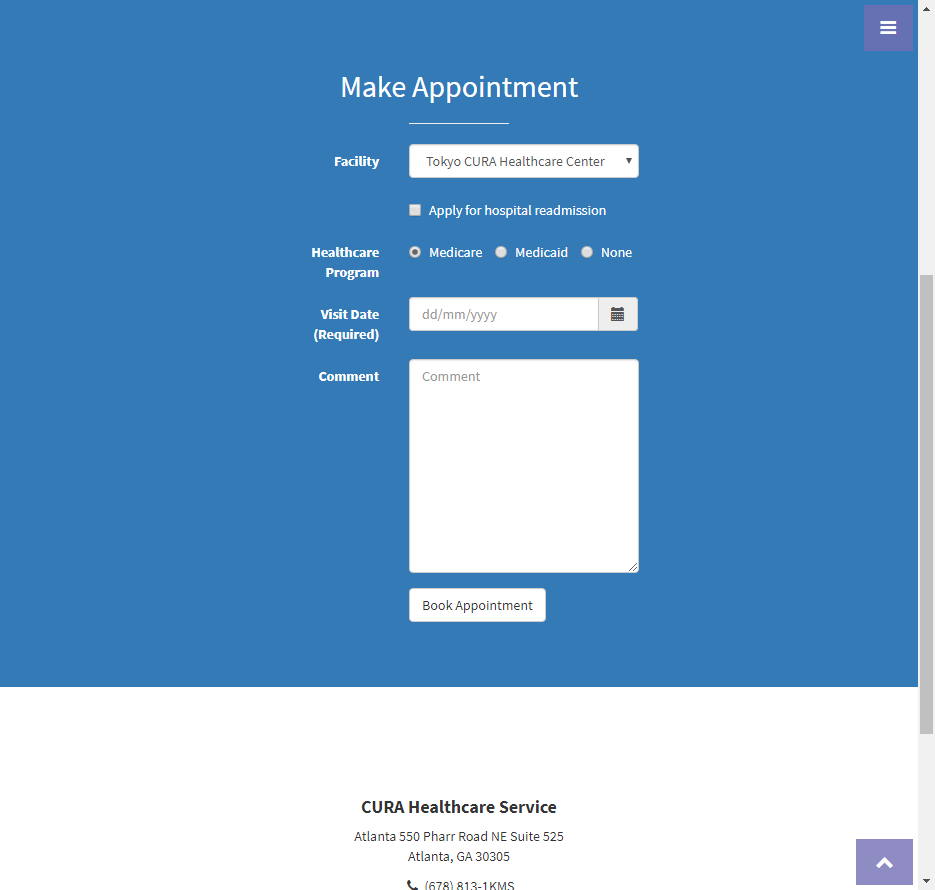 Make Appointment
Facility
Tokyo CURA Healthcare Center
Apply for hospital readmission
Healthcare
Program
Medicare
Medicaid
None
Visit Date
(Required)
dd/mm/yyyy
Comment
Comment
Book Appointment
CURA Healthcare Service
Atlanta 550 Pharr Road NE Suite 525
Atlanta, GA 30305
(678) 813-1KMS